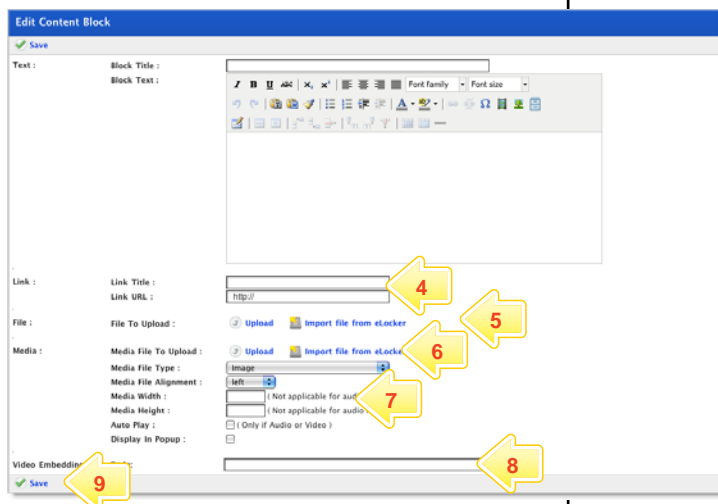 Edit Content Block
Save
Text : Block Title :
Block Text :
I B U ABC x, x' Font family Font size
A Ω
Link : Link Title : 4
Link URL : http://
File : File To Upload : Upload Import file from eLocker 5
Media : Media File To Upload : Upload Import file from eLocke 6
Media File Type : Image
Media File Alignment : left
Media Width : ( Not applicable for aud 7
Media Height : ( Not applicable for audio
Auto Play : ( Only if Audio or Video )
Display In Popup :
Video Embedding 8
Save 9